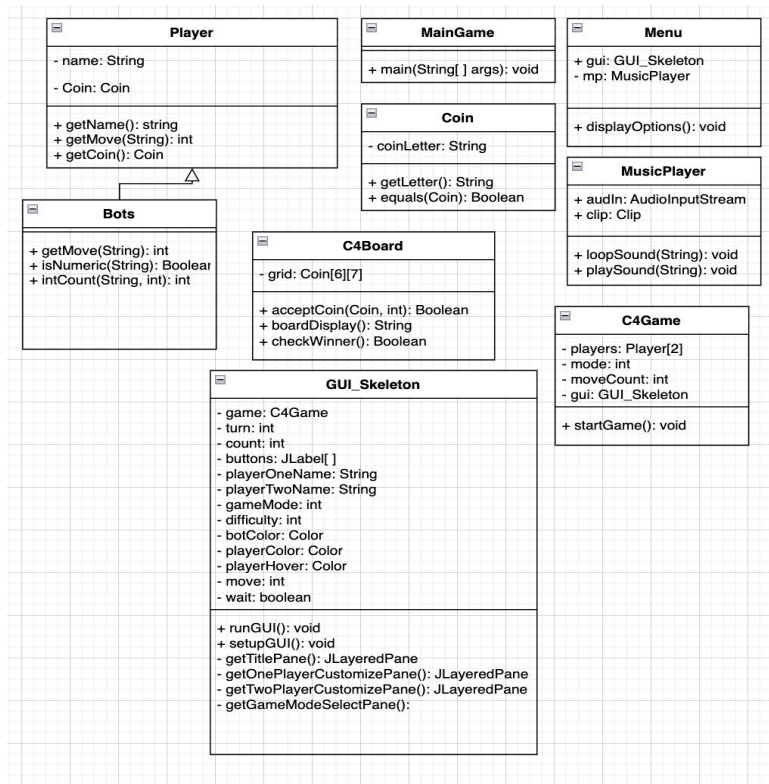 Player
- name: String
- Coin: Coin
+ getName(): string
+ getMove(String): int
+ getCoin(): Coin
MainGame
+ main(String[ ] args): void
Menu
+ gui: GUI_Skeleton
- mp: MusicPlayer
+ displayOptions(): void
Coin
- coinLetter: String
+ getLetter(): String
+ equals(Coin): Boolean
MusicPlayer
+ audIn: AudioInputStream
+ clip: Clip
+ loopSound(String): void
+ playSound(String): void
Bots
+ getMove(String): int
+ isNumeric(String): Boolear
+ intCount(String, int): int
C4Board
- grid: Coin[6][7]
+ acceptCoin(Coin, int): Boolean
+ boardDisplay(): String
+ checkWinner(): Boolean
C4Game
- players: Player[2]
- mode: int
- moveCount: int
- gui: GUI_Skeleton
+ startGame(): void
GUI_Skeleton
- game: C4Game
- turn: int
- count: int
- buttons: JLabel[ ]
- playerOneName: String
- playerTwoName: String
- gameMode: int
- difficulty: int
- botColor: Color
- playerColor: Color
- playerHover: Color
- move: int
- wait: boolean
+ runGUI(): void
+ setupGUI(): void
- getTitlePane(): JLayeredPane
- getOnePlayerCustomizePane(): JLayeredPane
- getTwoPlayerCustomizePane(): JLayeredPane
- getGameModeSelectPane():